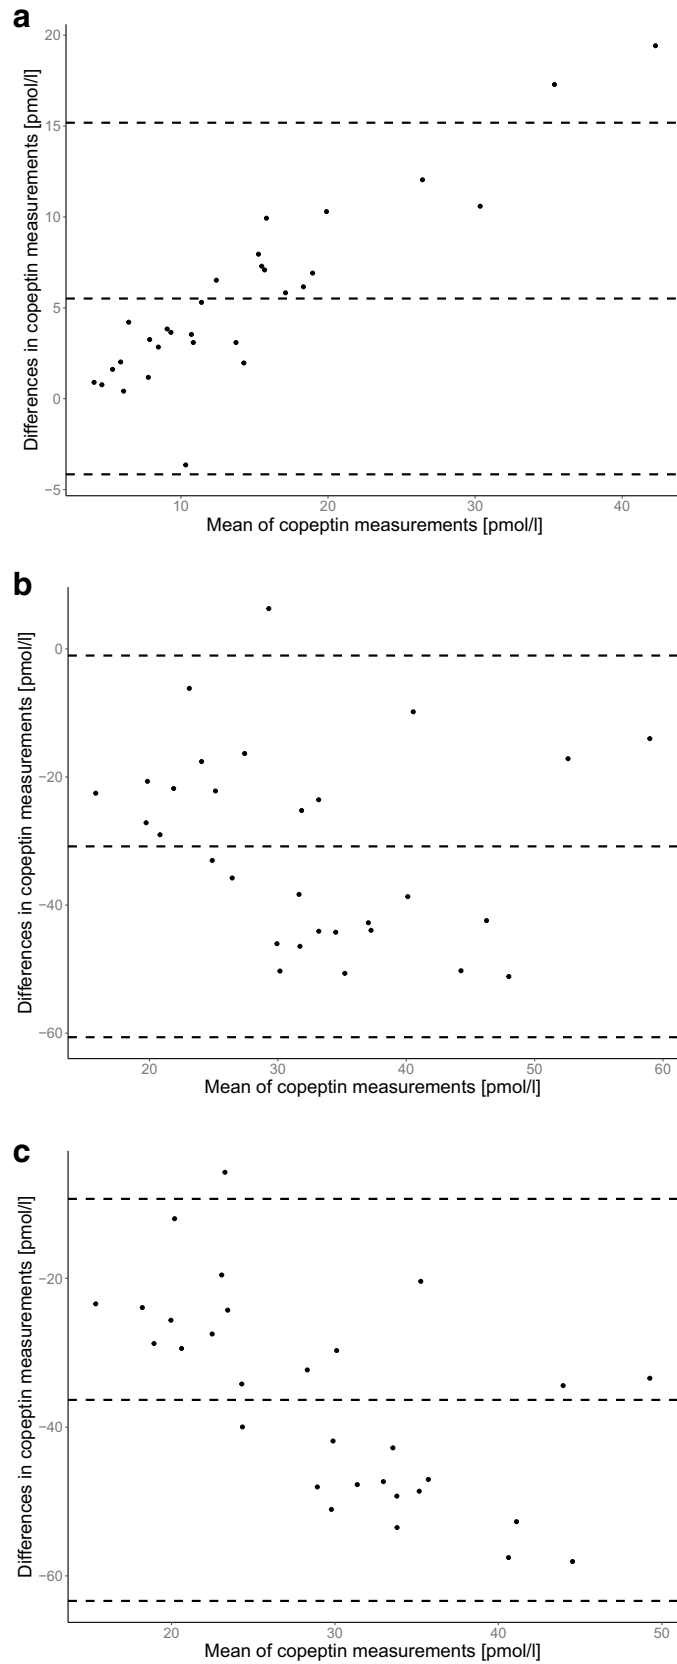 a
Differences in copeptin measurements [pmol/l]
20
15
10
5
0
−5
10 20 30 40
Mean of copeptin measurements [pmol/l]
b
Differences in copeptin measurements [pmol/l]
0
−20
−40
−60
20 30 40 50 60
Mean of copeptin measurements [pmol/l]
c
Differences in copeptin measurements [pmol/l]
−20
−40
−60
20 30 40 50
Mean of copeptin measurements [pmol/l]